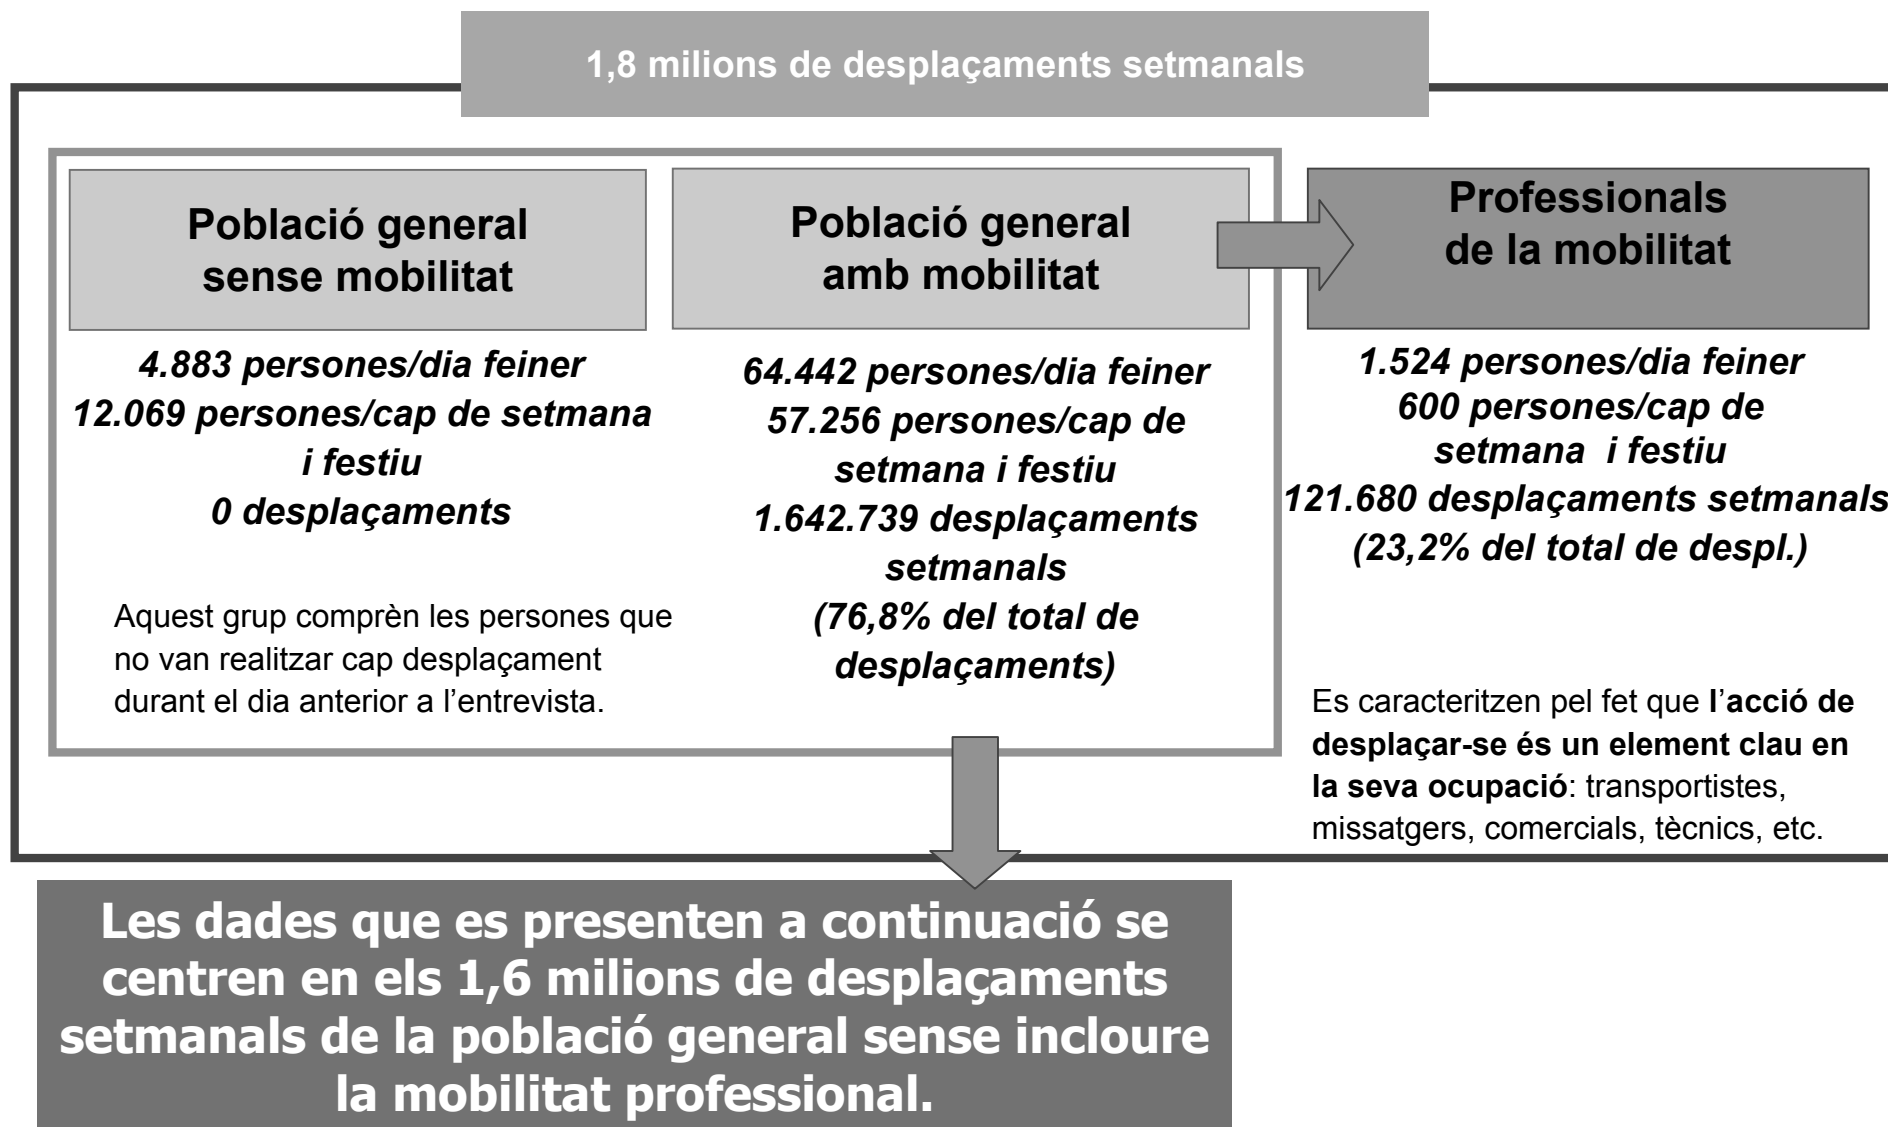 1,8 milions de desplaçaments setmanals
Població general
sense mobilitat
4.883 persones/dia feiner
12.069 persones/cap de setmana
i festiu
0 desplaçaments
Aquest grup comprèn les persones que
no van realitzar cap desplaçament
durant el dia anterior a l’entrevista.
Població general
amb mobilitat
64.442 persones/dia feiner
57.256 persones/cap de
setmana i festiu
1.642.739 desplaçaments
setmanals
(76,8% del total de
desplaçaments)
Professionals
de la mobilitat
1.524 persones/dia feiner
600 persones/cap de
setmana i festiu
121.680 desplaçaments setmanals
(23,2% del total de despl.)
Es caracteritzen pel fet que l’acció de
desplaçar-se és un element clau en
la seva ocupació: transportistes,
missatgers, comercials, tècnics, etc.
Les dades que es presenten a continuació se
centren en els 1,6 milions de desplaçaments
setmanals de la població general sense incloure
la mobilitat professional.